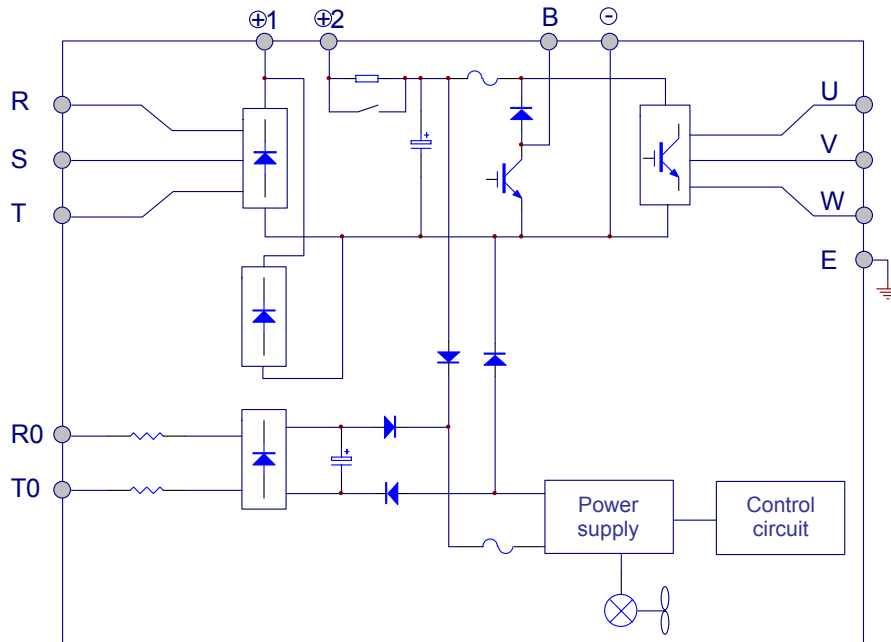 ⊕1 ⊕2 B ⊖
R
S
T
U
V
W
E
R0
T0
+
+
Power
supply
Control
circuit